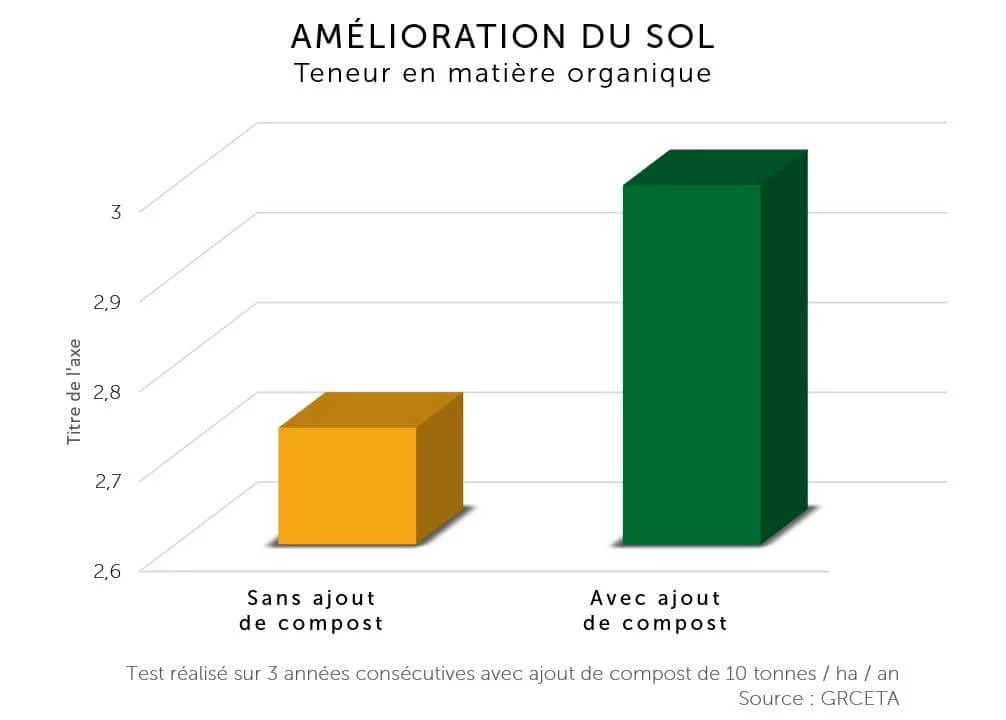 AMÉLIORATION DU SOL
Teneur en matière organique
3
2,9
2,8
2,7
2,6
Titre de l'axe
Sans ajout
de compost
Avec ajout
de compost
Test réalisé sur 3 années consécutives avec ajout de compost de 10 tonnes / ha / an
Source : GRCETA